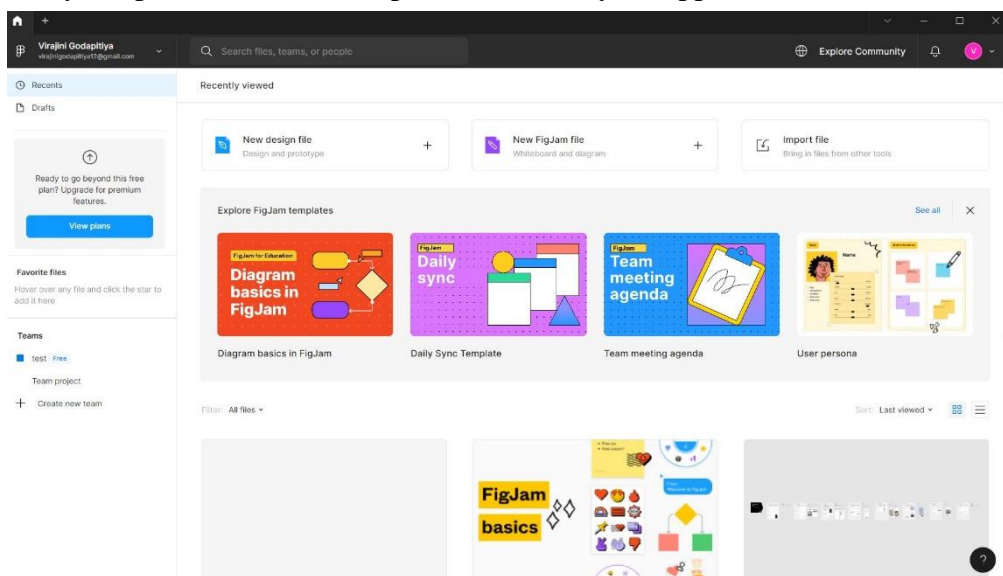 Virajini Godapitiya
virajinigodapitiya17@gmail.com
Search files, teams, or people
Explore Community
V
Recents
Drafts
Ready to go beyond this free
plan? Upgrade for premium
features.
View plans
Favorite files
Hover over any file and click the star to
add it here
Teams
test Free
Team project
Create new team
Recently viewed
New design file
Design and prototype
New FigJam file
Whiteboard and diagram
Import file
Bring in files from other tools
Explore FigJam templates
See all
FigJam for Education
Diagram
basics in
FigJam
FigJam
Daily
sync
FigJam
Team
meeting
agenda
Name
Diagram basics in FigJam
Daily Sync Template
Team meeting agenda
User persona
Filter: All files
Sort: Last viewed
FigJam
basics
?